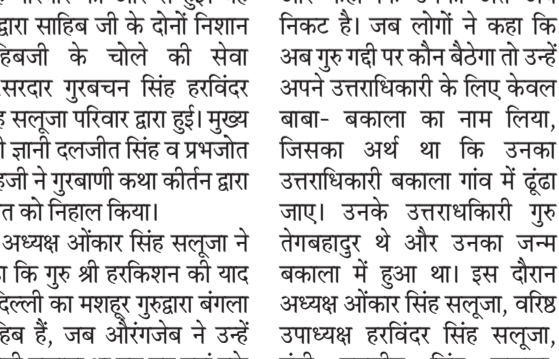 द्वारा साहिब जी के दोनों निशान
हिबजी के चोले की सेवा
सरदार गुरबचन सिंह हरविंदर
सलूजा परिवार द्वारा हुई। मुख्य
ज्ञानी दलजीत सिंह व प्रभजोत
हजी ने गुरबाणी कथा कीर्तन द्वारा
त को निहाल किया।
अध्यक्ष ओंकार सिंह सलूजा ने
कि गुरु श्री हरकिशन की याद
दिल्ली का मशहूर गुरुद्वारा बंगला
हिब हैं, जब औरंगजेब ने उन्हें
निकट है। जब लोगों ने कहा कि
अब गुरु गद्दी पर कौन बैठेगा तो उन्हें
अपने उत्तराधिकारी के लिए केवल
बाबा- बकाला का नाम लिया,
जिसका अर्थ था कि उनका
उत्तराधिकारी बकाला गांव में ढूंढा
जाए। उनके उत्तराधकिारी गुरु
तेगबहादुर थे और उनका जन्म
बकाला में हुआ था। इस दौरान
अध्यक्ष ओंकार सिंह सलूजा, वरिष्ठ
उपाध्यक्ष हरविंदर सिंह सलूजा,